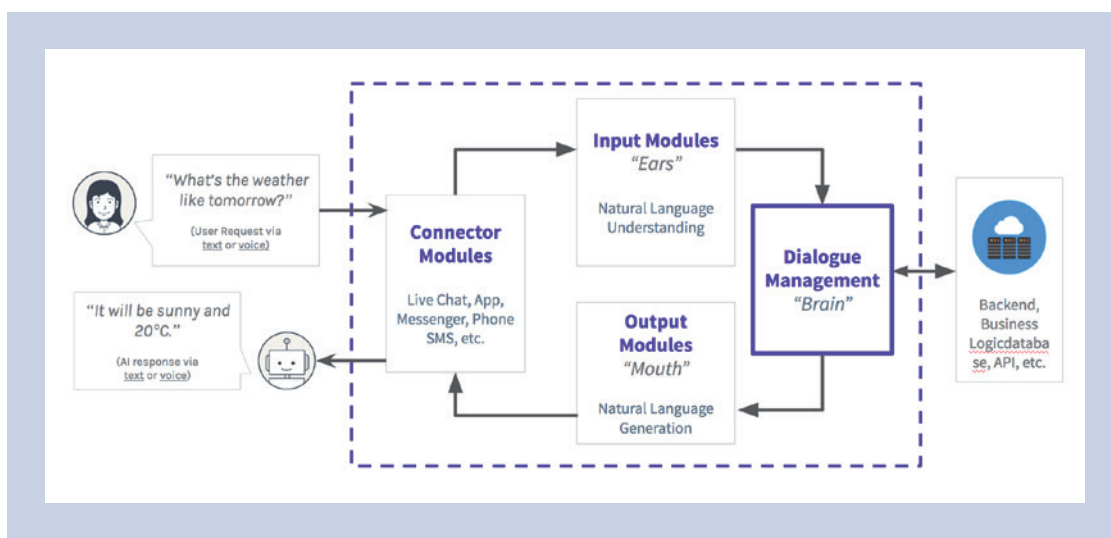 “What's the weather
like tomorrow?”
(User Request via
text or voice)
“It will be sunny and
20°C.”
(AI response via
text or voice)
Connector
Modules
Live Chat, App,
Messenger, Phone
SMS, etc.
Input Modules
“Ears”
Natural Language
Understanding
Dialogue
Management
“Brain”
Output
Modules
“Mouth”
Natural Language
Generation
Backend,
Business
Logicdataba
se, API, etc.